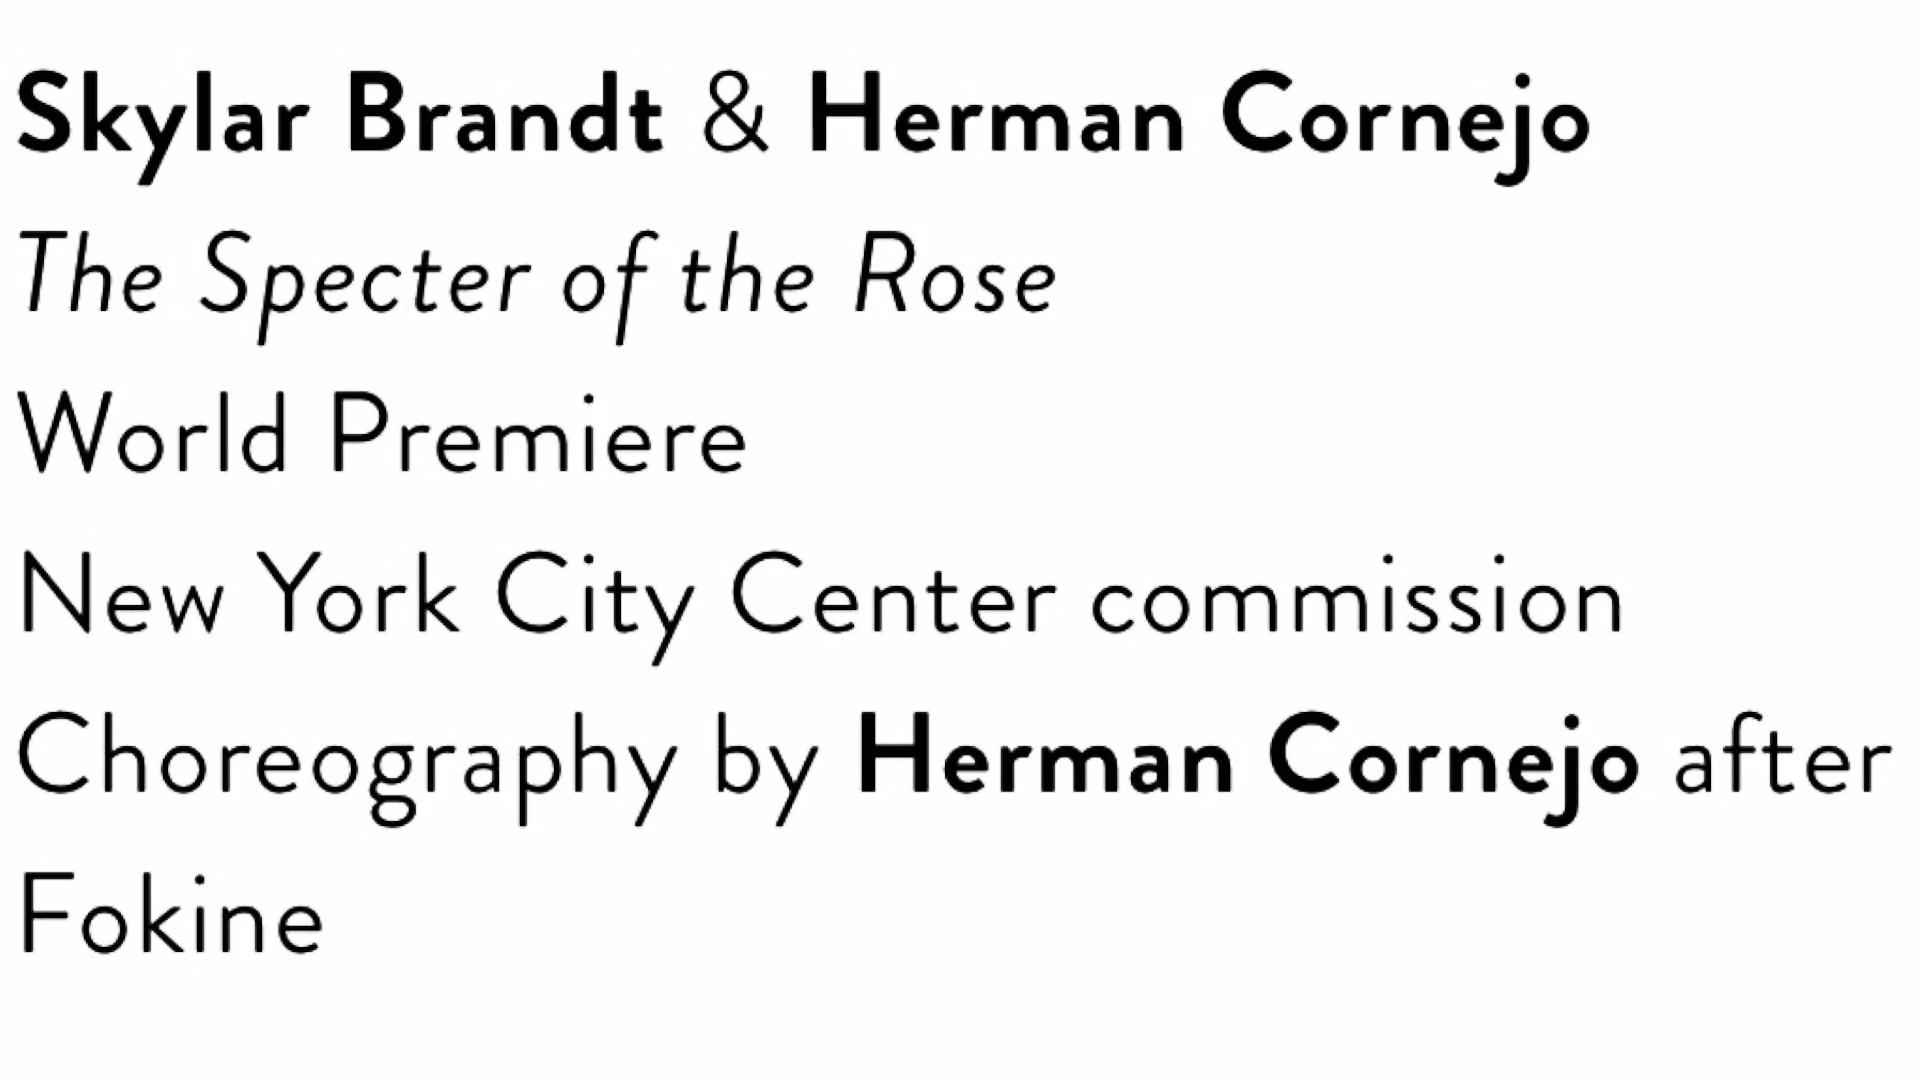 Skylar Brandt & Herman Cornejo
The Specter of the Rose
World Premiere
New York City Center commission
Choreography by Herman Cornejo after
Fokine